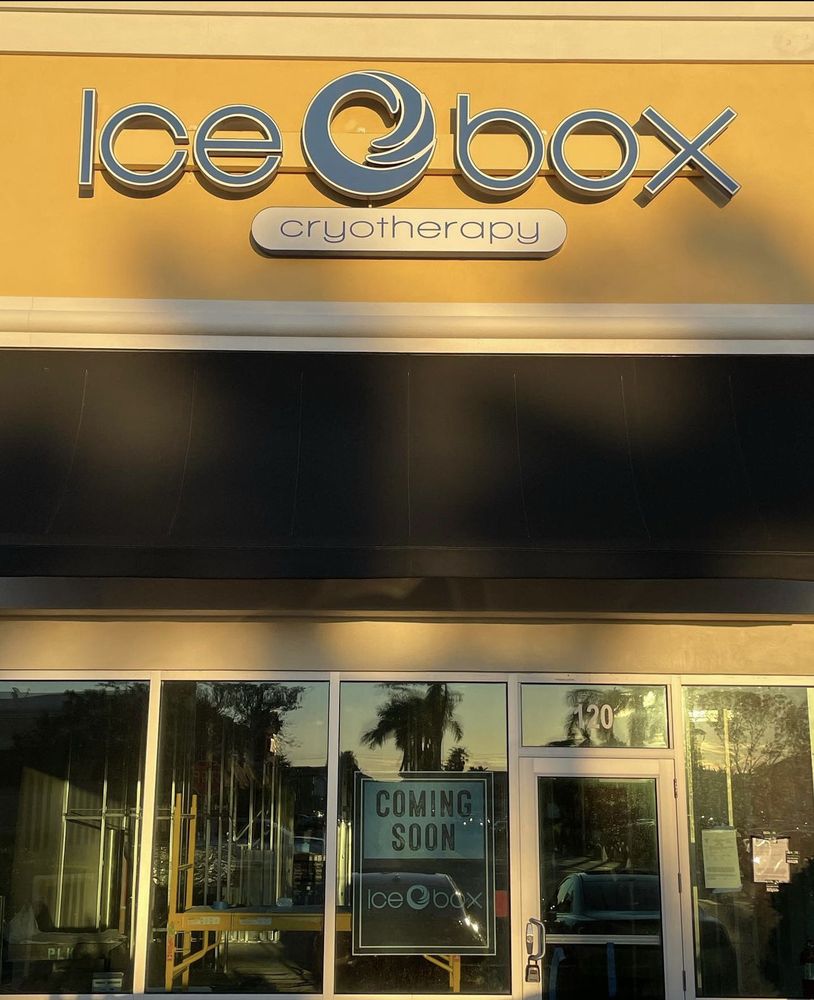 Ice box
cryotherapy
120
COMING
SOON
Ice box